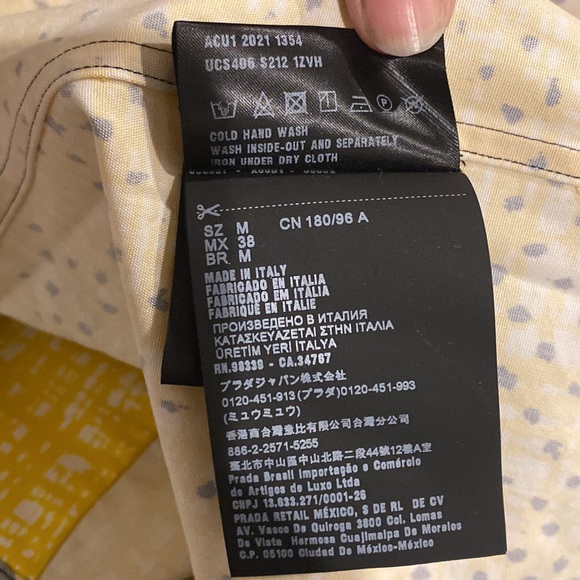 ACU1 2021 1354
UCS406 S212 1ZVH
COLD HAND WASH
WASH INSIDE-OUT AND SEPARATELY
IRON UNDER DRY CLOTH
SZ M CN 180/96 A
MX 38
BR M
MADE IN ITALY
FABRICADO EN ITALIA
FABRICADO EM ITÁLIA
FABRIQUÉ EN ITALIE
ПРОИЗВЕДЕНО В ИТАЛИЯ
ΚΑΤΑΣΚΕΥΑΖΕΤΑΙ ΣΤΗΝ ΙΤΑΛΙΑ
ÜRETİM YERİ İTALYA
RN.98339 - CA.34767
プラダジャパン株式会社
0120-451-913(プラダ)0120-451-993
(ミュウミュウ)
香港商台灣意比有限公司台灣分公司
886-2-2571-5255
臺北市中山區中山北路二段44號12樓A室
Prada Brasil Importação e Comércio
de Artigos de Luxo Ltda
CNPJ 13.633.271/0001-26
PRADA RETAIL MÉXICO, S DE RL DE CV
AV. Vasco De Quiroga 3800 Col. Lomas
De Vista Hermosa Cuajimalpa De Morelos
C.P. 05100 Ciudad De México-México